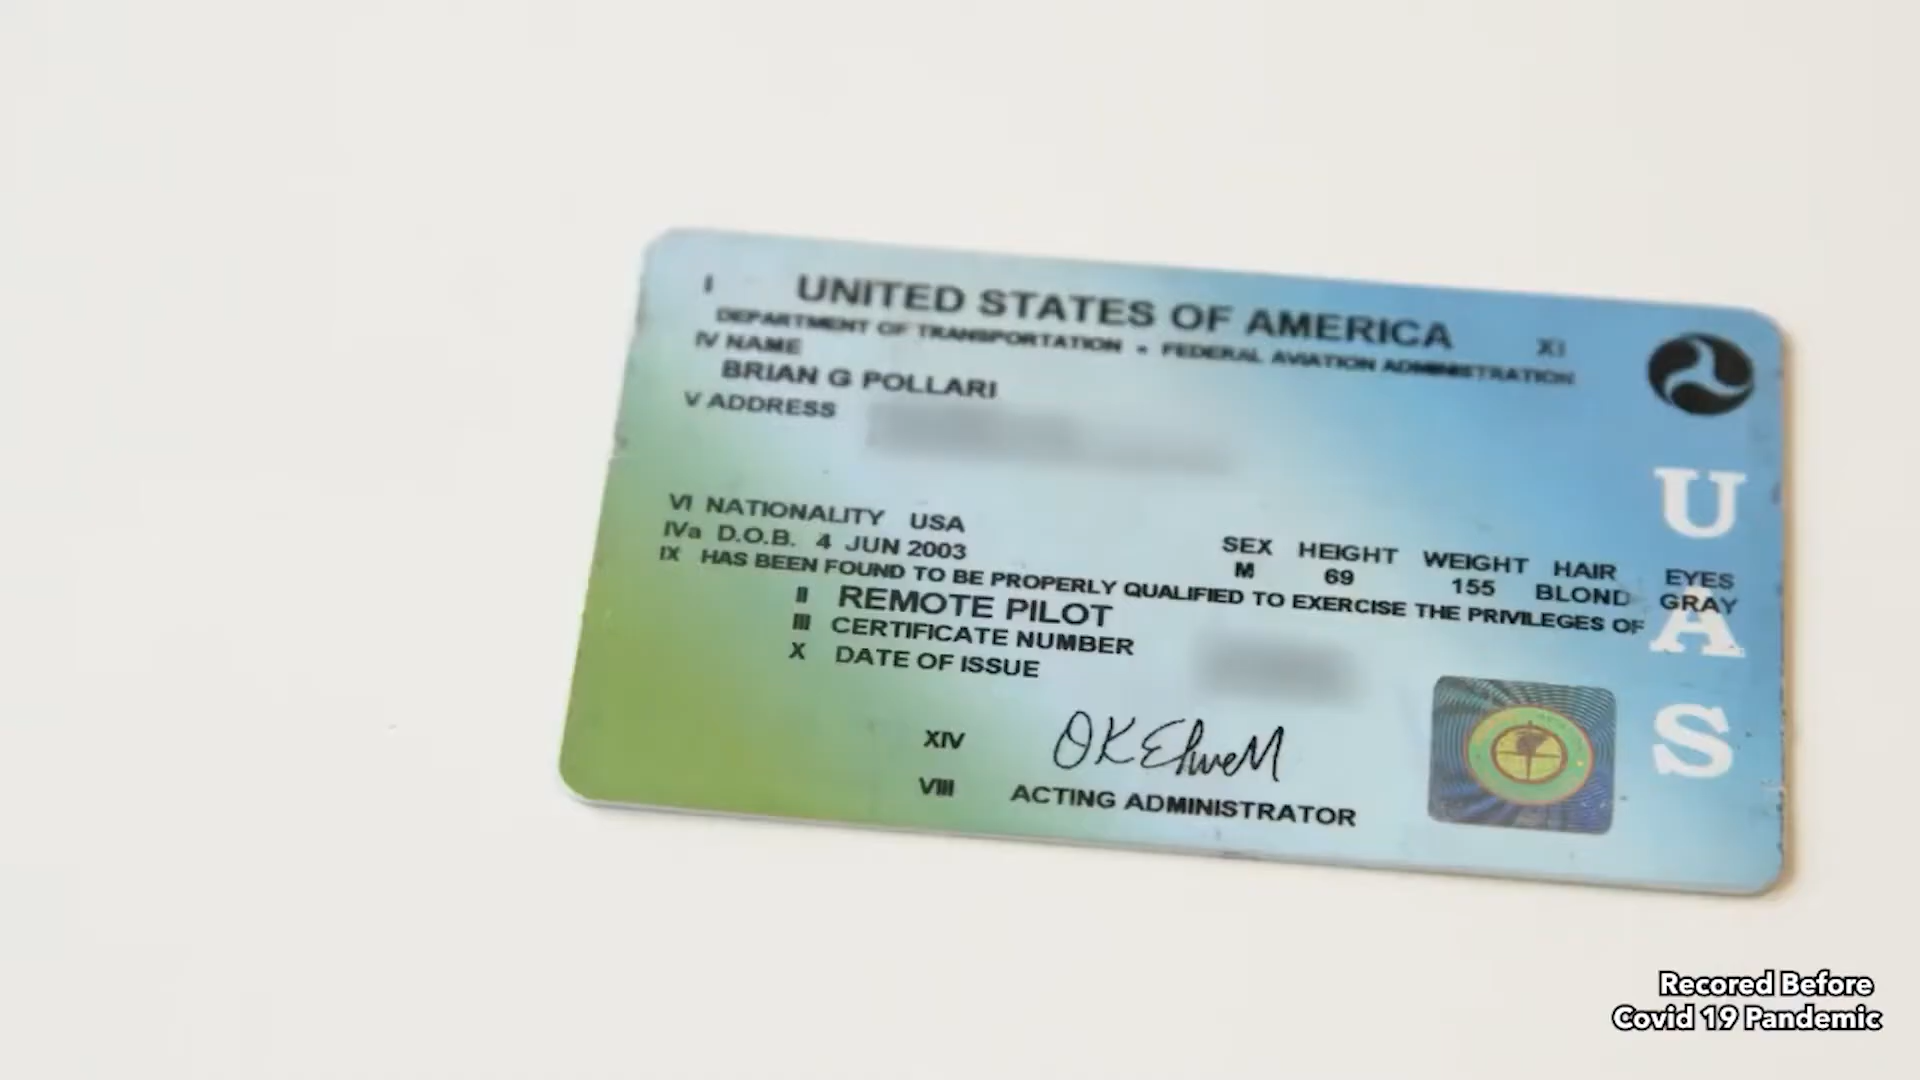 I UNITED STATES OF AMERICA XI
DEPARTMENT OF TRANSPORTATION • FEDERAL AVIATION ADMINISTRATION
IV NAME
BRIAN G POLLARI
V ADDRESS
VI NATIONALITY USA
IVa D.O.B. 4 JUN 2003
SEX HEIGHT WEIGHT HAIR EYES
M 69 155 BLOND GRAY
IX HAS BEEN FOUND TO BE PROPERLY QUALIFIED TO EXERCISE THE PRIVILEGES OF
II REMOTE PILOT
III CERTIFICATE NUMBER
X DATE OF ISSUE
XIV
VIII ACTING ADMINISTRATOR
UAS
Recored Before
Covid 19 Pandemic